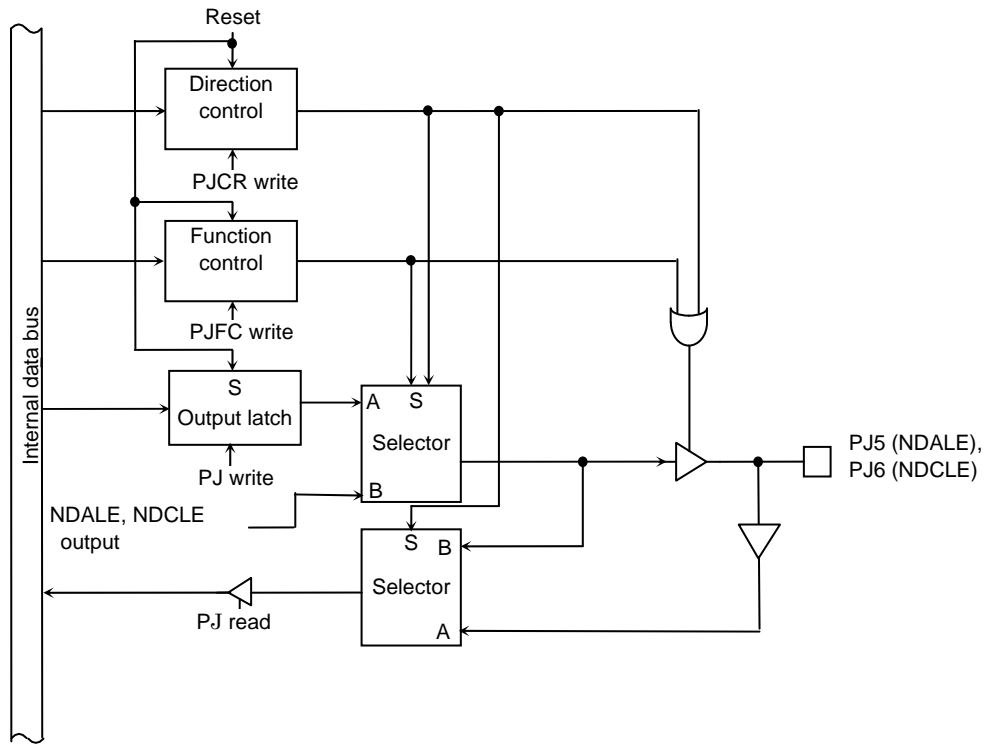 Reset
Direction
control
PJCR write
Function
control
PJFC write
Internal data bus
S
Output latch
PJ write
A
S
Selector
B
NDALE, NDCLE
output
PJ5 (NDALE),
PJ6 (NDCLE)
S
B
Selector
A
PJ read